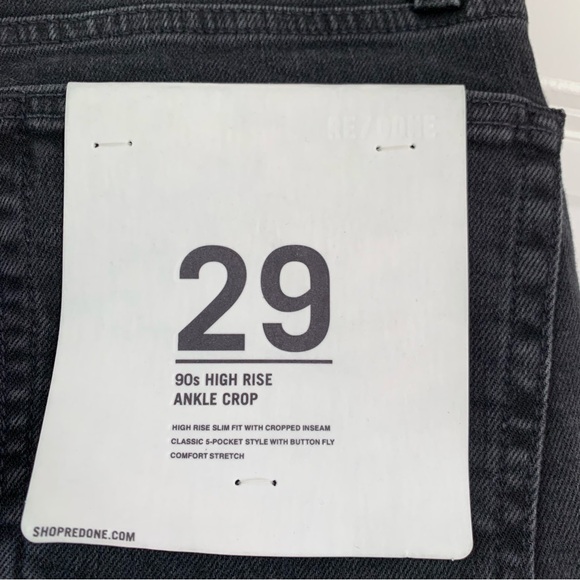 RE/DONE
29
90s HIGH RISE
ANKLE CROP
HIGH RISE SLIM FIT WITH CROPPED INSEAM
CLASSIC 5-POCKET STYLE WITH BUTTON FLY
COMFORT STRETCH
SHOPREDONE.COM